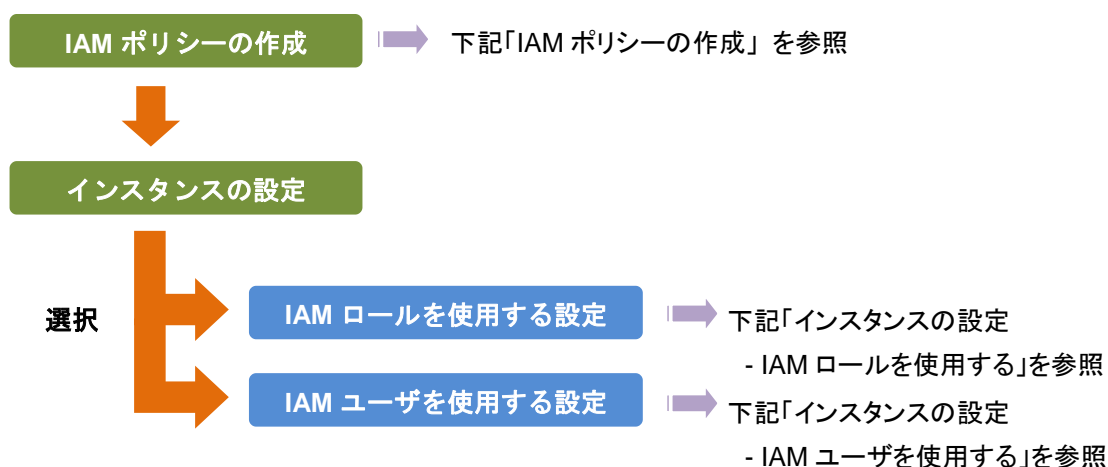 IAM ポリシーの作成
下記「IAM ポリシーの作成」を参照
インスタンスの設定
選択
IAM ロールを使用する設定
下記「インスタンスの設定
- IAM ロールを使用する」を参照
IAM ユーザを使用する設定
下記「インスタンスの設定
- IAM ユーザを使用する」を参照